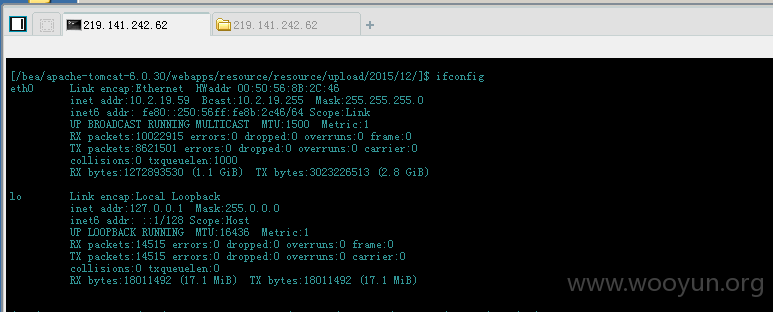 219.141.242.62 219.141.242.62
[/bea/apache-tomcat-6.0.30/webapps/resource/resource/upload/2015/12/]$ ifconfig
eth0 Link encap:Ethernet HWaddr 00:50:56:8B:2C:46
inet addr:10.2.19.59 Bcast:10.2.19.255 Mask:255.255.255.0
inet6 addr: fe80::250:56ff:fe8b:2c46/64 Scope:Link
UP BROADCAST RUNNING MULTICAST MTU:1500 Metric:1
RX packets:10022915 errors:0 dropped:0 overruns:0 frame:0
TX packets:8621501 errors:0 dropped:0 overruns:0 carrier:0
collisions:0 txqueuelen:1000
RX bytes:1272893530 (1.1 GiB) TX bytes:3023226513 (2.8 GiB)
lo Link encap:Local Loopback
inet addr:127.0.0.1 Mask:255.0.0.0
inet6 addr: ::1/128 Scope:Host
UP LOOPBACK RUNNING MTU:16436 Metric:1
RX packets:14515 errors:0 dropped:0 overruns:0 frame:0
TX packets:14515 errors:0 dropped:0 overruns:0 carrier:0
collisions:0 txqueuelen:0
RX bytes:18011492 (17.1 MiB) TX bytes:18011492 (17.1 MiB)
www.wooyun.org